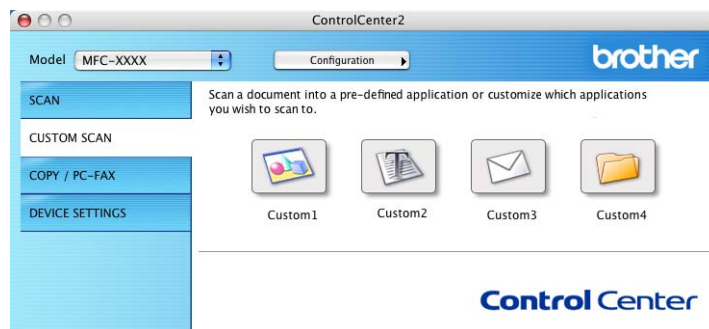 ControlCenter2
Model MFC-XXXX Configuration brother
SCAN
CUSTOM SCAN
COPY / PC-FAX
DEVICE SETTINGS
Scan a document into a pre-defined application or customize which applications
you wish to scan to.
Custom1 Custom2 Custom3 Custom4
Control Center